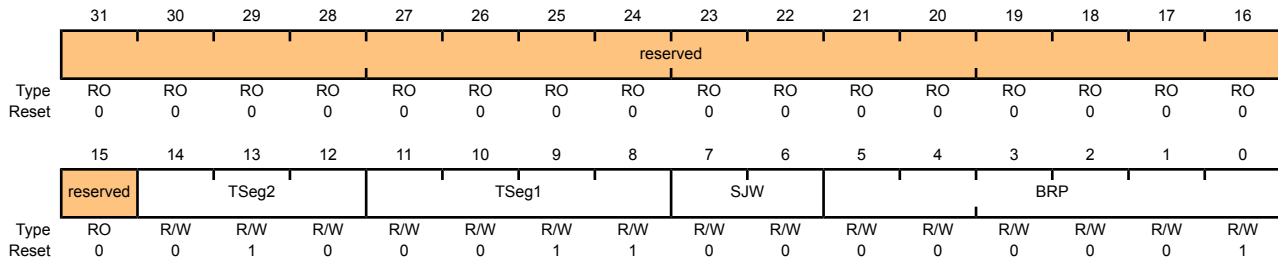 31 30 29 28 27 26 25 24 23 22 21 20 19 18 17 16
reserved
Type RO RO RO RO RO RO RO RO RO RO RO RO RO RO RO RO
Reset 0 0 0 0 0 0 0 0 0 0 0 0 0 0 0 0
15 14 13 12 11 10 9 8 7 6 5 4 3 2 1 0
reserved TSeg2 TSeg1 SJW BRP
Type RO R/W R/W R/W R/W R/W R/W R/W R/W R/W R/W R/W R/W R/W R/W R/W
Reset 0 0 1 0 0 0 1 1 0 0 0 0 0 0 0 1